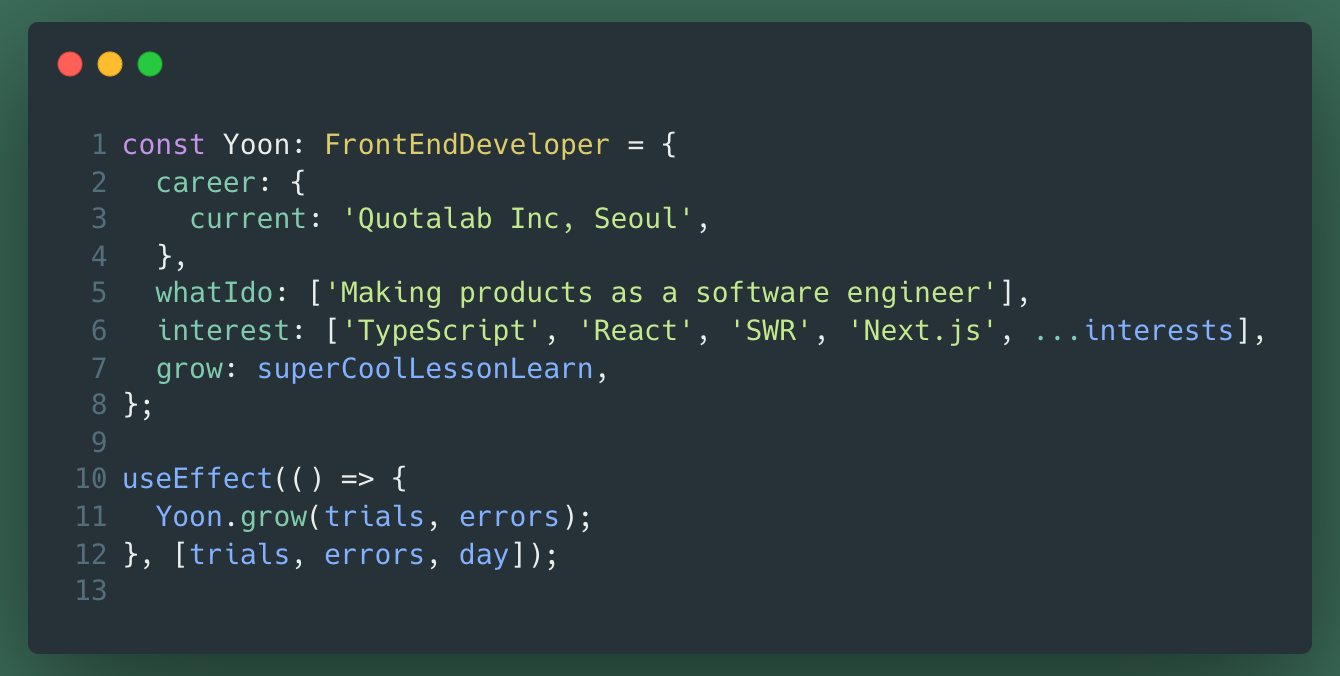 1 const Yoon: FrontEndDeveloper = {
2   career: {
3     current: 'Quotalab Inc, Seoul',
4   },
5   whatIdo: ['Making products as a software engineer'],
6   interest: ['TypeScript', 'React', 'SWR', 'Next.js', ...interests],
7   grow: superCoolLessonLearn,
8 };
9
10 useEffect(() => {
11   Yoon.grow(trials, errors);
12 }, [trials, errors, day]);
13